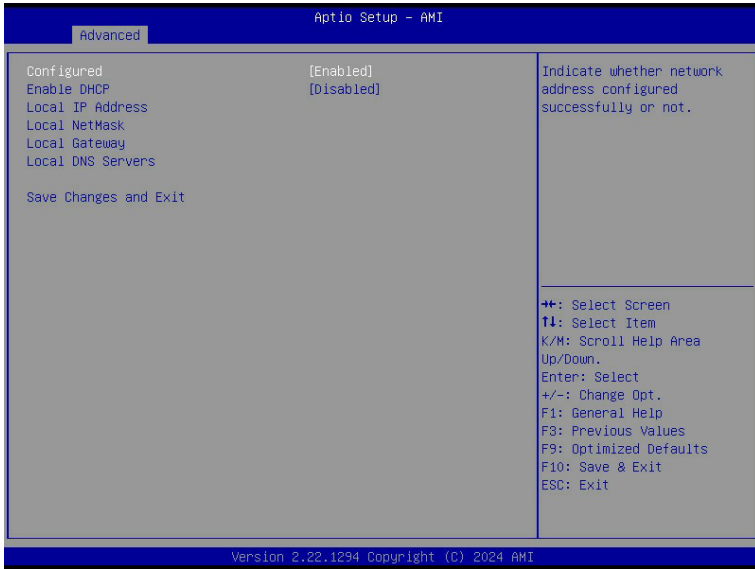 Aptio Setup – AMI
Advanced
Configured [Enabled]
Enable DHCP [Disabled]
Local IP Address
Local NetMask
Local Gateway
Local DNS Servers
Save Changes and Exit
Indicate whether network
address configured
successfully or not.
→←: Select Screen
↑↓: Select Item
K/M: Scroll Help Area
Up/Down.
Enter: Select
+/-: Change Opt.
F1: General Help
F3: Previous Values
F9: Optimized Defaults
F10: Save & Exit
ESC: Exit
Version 2.22.1294 Copyright (C) 2024 AMI